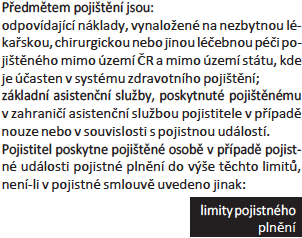 Předmětem pojištění jsou:
odpovídající náklady, vynaložené na nezbytnou lé-
kařskou, chirurgickou nebo jinou léčebnou péči po-
jištěného mimo území ČR a mimo území státu, kde
je účasten v systému zdravotního pojištění;
základní asistenční služby, poskytnuté pojištěnému
v zahraničí asistenční službou pojistitele v případě
nouze nebo v souvislosti s pojistnou událostí.
Pojistitel poskytne pojištěné osobě v případě pojist-
né události pojistné plnění do výše těchto limitů,
není-li v pojistné smlouvě uvedeno jinak:
limity pojistného
plnění